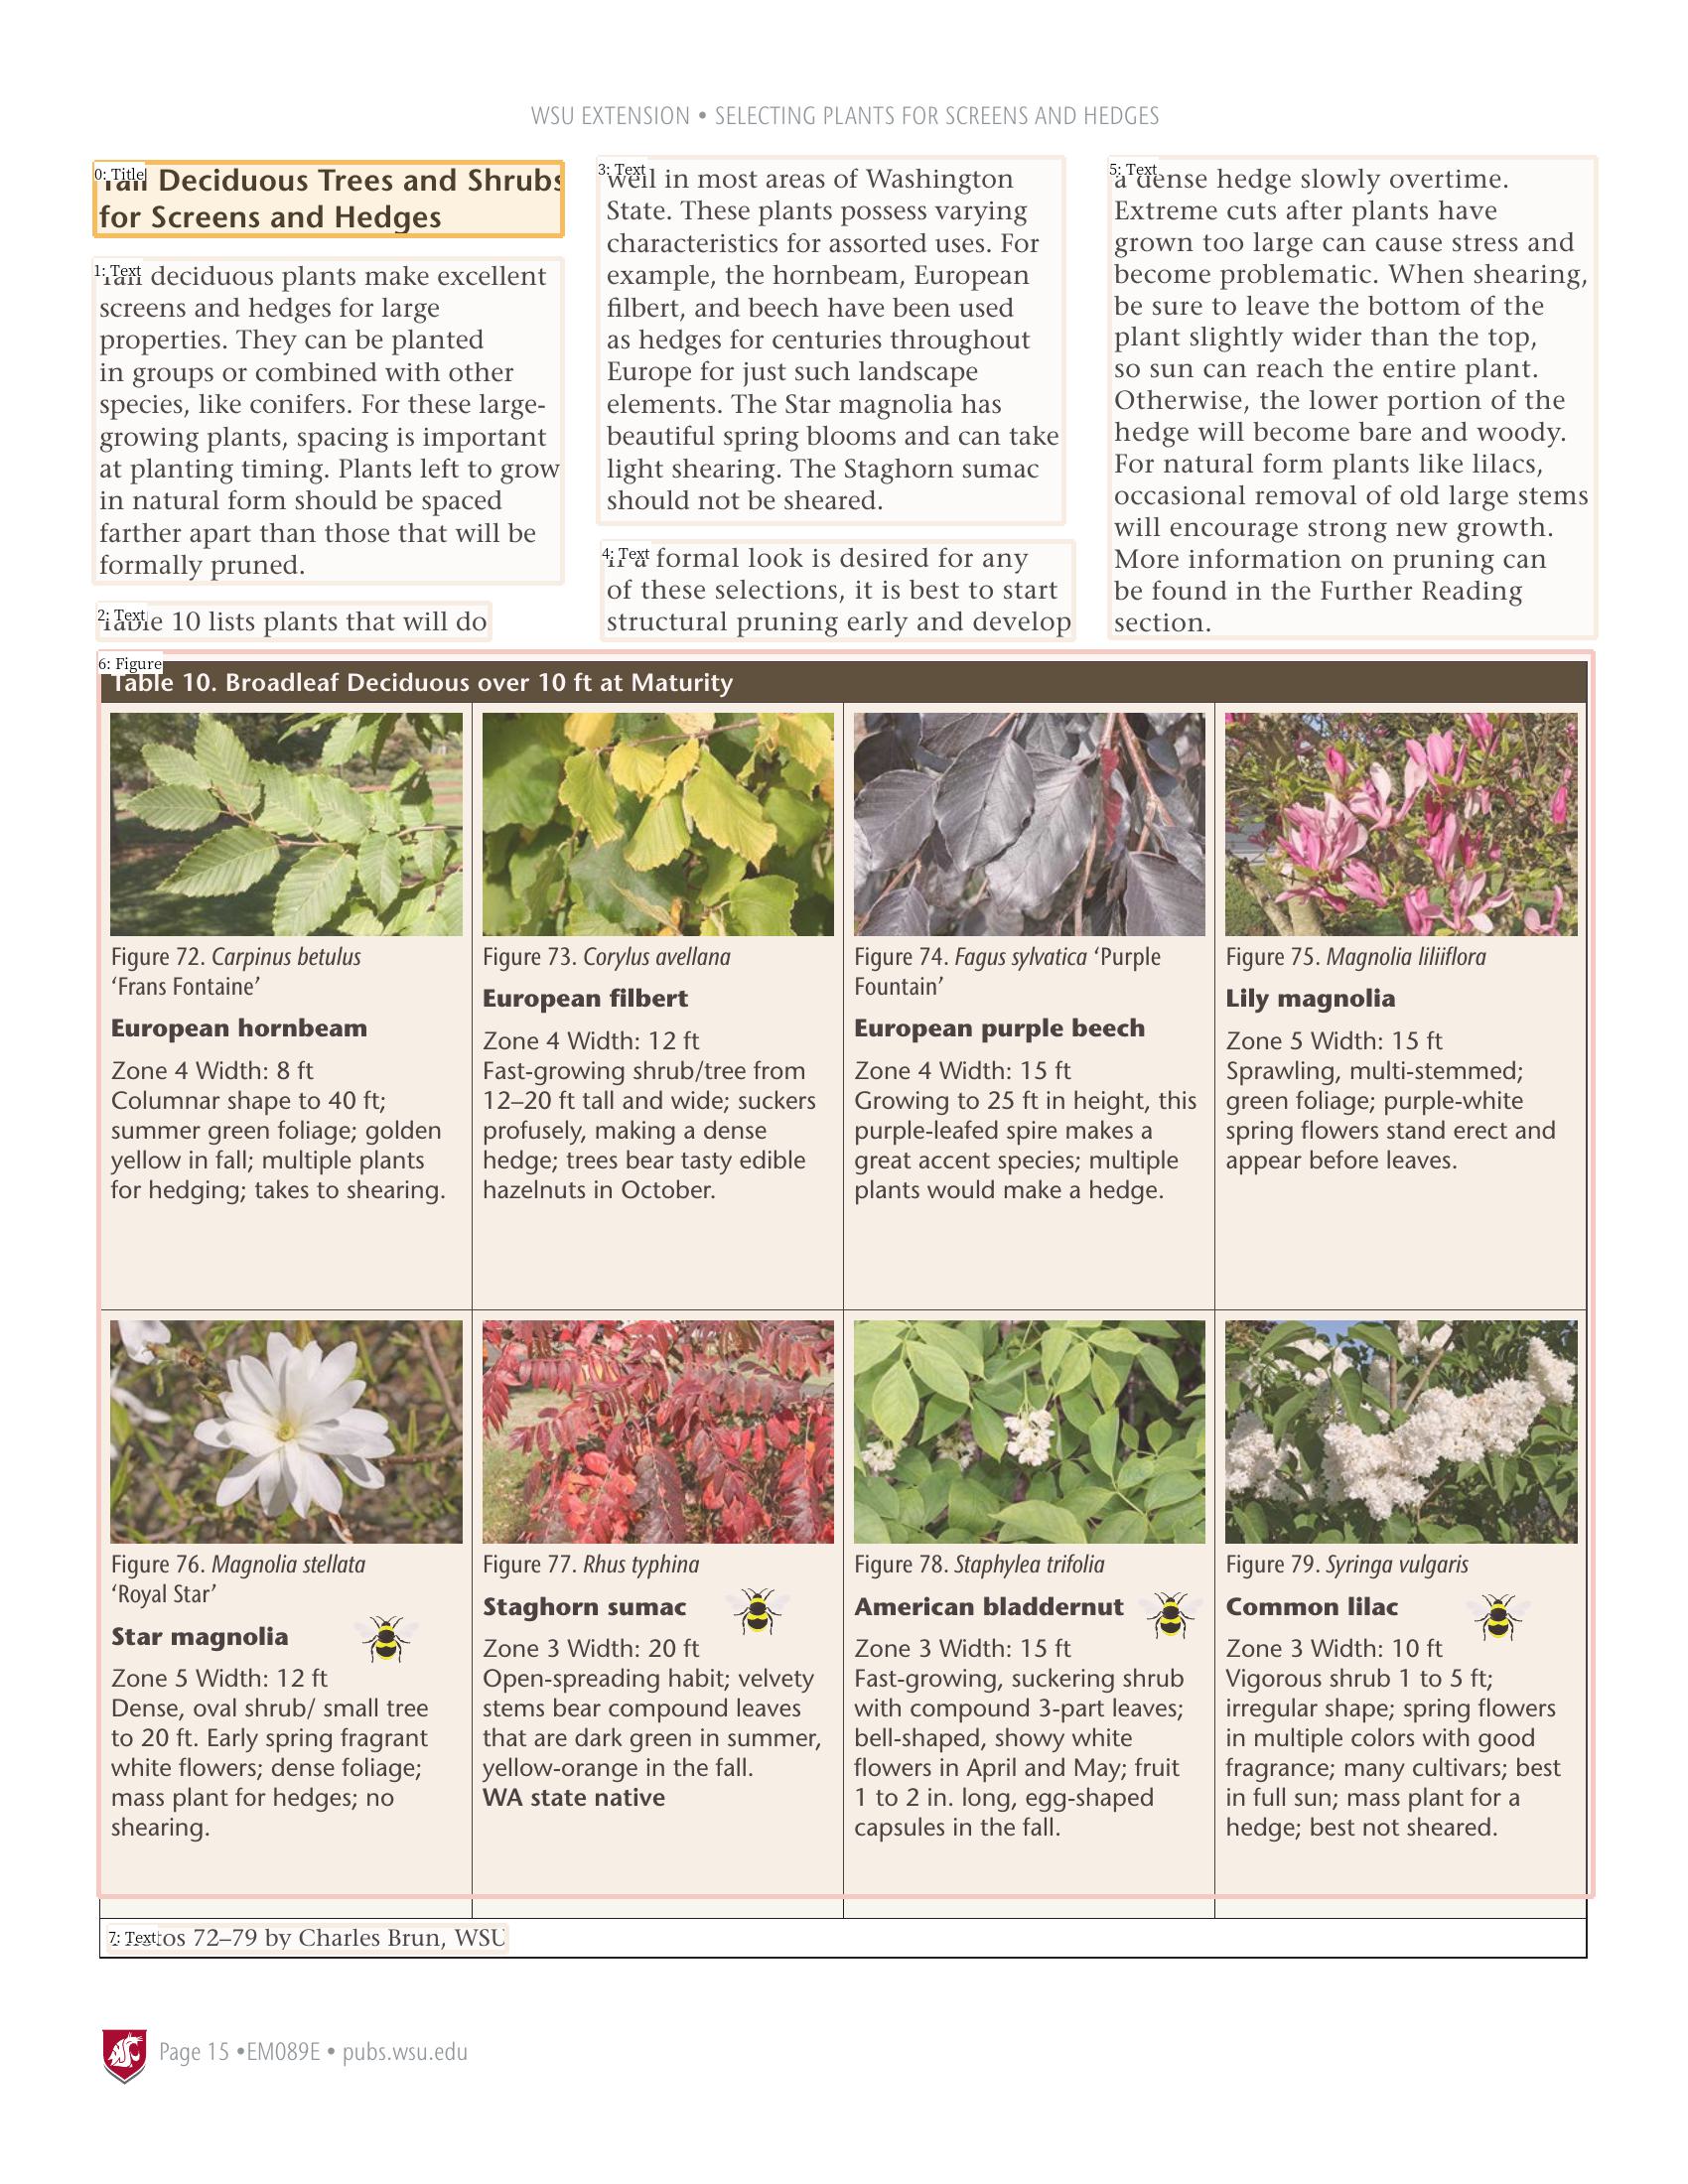 WSU EXTENSION • SELECTING PLANTS FOR SCREENS AND HEDGES
0: Title
Tall Deciduous Trees and Shrubs
for Screens and Hedges
1: Text
Tall deciduous plants make excellent
screens and hedges for large
properties. They can be planted
in groups or combined with other
species, like conifers. For these large-
growing plants, spacing is important
at planting timing. Plants left to grow
in natural form should be spaced
farther apart than those that will be
formally pruned.
2: Text
Table 10 lists plants that will do
3: Text
well in most areas of Washington
State. These plants possess varying
characteristics for assorted uses. For
example, the hornbeam, European
filbert, and beech have been used
as hedges for centuries throughout
Europe for just such landscape
elements. The Star magnolia has
beautiful spring blooms and can take
light shearing. The Staghorn sumac
should not be sheared.
4: Text
If a formal look is desired for any
of these selections, it is best to start
structural pruning early and develop
5: Text
a dense hedge slowly overtime.
Extreme cuts after plants have
grown too large can cause stress and
become problematic. When shearing,
be sure to leave the bottom of the
plant slightly wider than the top,
so sun can reach the entire plant.
Otherwise, the lower portion of the
hedge will become bare and woody.
For natural form plants like lilacs,
occasional removal of old large stems
will encourage strong new growth.
More information on pruning can
be found in the Further Reading
section.
6: Figure
Table 10. Broadleaf Deciduous over 10 ft at Maturity
Figure 72. Carpinus betulus
‘Frans Fontaine’
European hornbeam
Zone 4 Width: 8 ft
Columnar shape to 40 ft;
summer green foliage; golden
yellow in fall; multiple plants
for hedging; takes to shearing.
Figure 73. Corylus avellana
European filbert
Zone 4 Width: 12 ft
Fast-growing shrub/tree from
12–20 ft tall and wide; suckers
profusely, making a dense
hedge; trees bear tasty edible
hazelnuts in October.
Figure 74. Fagus sylvatica ‘Purple
Fountain’
European purple beech
Zone 4 Width: 15 ft
Growing to 25 ft in height, this
purple-leafed spire makes a
great accent species; multiple
plants would make a hedge.
Figure 75. Magnolia liliiflora
Lily magnolia
Zone 5 Width: 15 ft
Sprawling, multi-stemmed;
green foliage; purple-white
spring flowers stand erect and
appear before leaves.
Figure 76. Magnolia stellata
‘Royal Star’
Star magnolia
Zone 5 Width: 12 ft
Dense, oval shrub/ small tree
to 20 ft. Early spring fragrant
white flowers; dense foliage;
mass plant for hedges; no
shearing.
Figure 77. Rhus typhina
Staghorn sumac
Zone 3 Width: 20 ft
Open-spreading habit; velvety
stems bear compound leaves
that are dark green in summer,
yellow-orange in the fall.
WA state native
Figure 78. Staphylea trifolia
American bladdernut
Zone 3 Width: 15 ft
Fast-growing, suckering shrub
with compound 3-part leaves;
bell-shaped, showy white
flowers in April and May; fruit
1 to 2 in. long, egg-shaped
capsules in the fall.
Figure 79. Syringa vulgaris
Common lilac
Zone 3 Width: 10 ft
Vigorous shrub 1 to 5 ft;
irregular shape; spring flowers
in multiple colors with good
fragrance; many cultivars; best
in full sun; mass plant for a
hedge; best not sheared.
7: Text
Photos 72–79 by Charles Brun, WSU
Page 15 •EM089E • pubs.wsu.edu